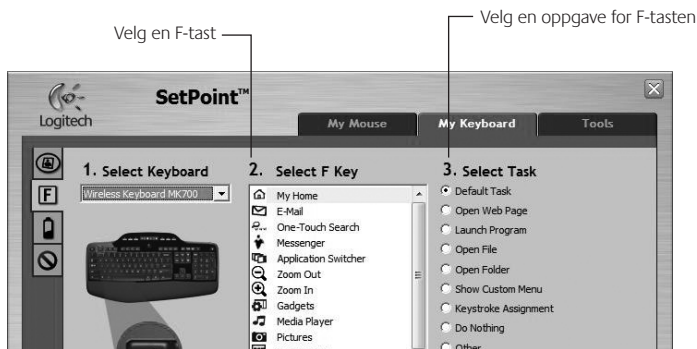 Velg en F-tast
Velg en oppgave for F-tasten
Logitech
SetPoint™
My Mouse
My Keyboard
Tools
1. Select Keyboard
Wireless Keyboard MK700
2. Select F Key
My Home
E-Mail
One-Touch Search
Messenger
Application Switcher
Zoom Out
Zoom In
Gadgets
Media Player
Pictures
3. Select Task
Default Task
Open Web Page
Launch Program
Open File
Open Folder
Show Custom Menu
Keystroke Assignment
Do Nothing
Other